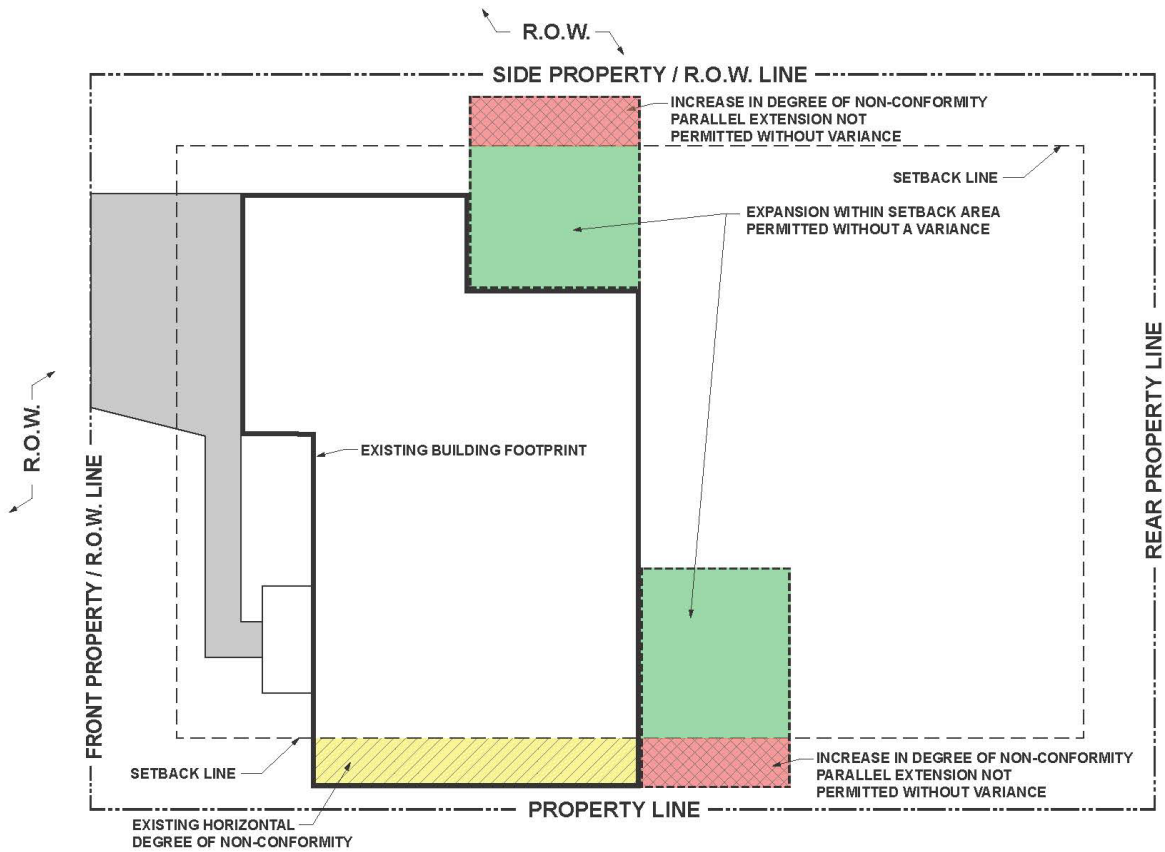 R.O.W.
SIDE PROPERTY / R.O.W. LINE
INCREASE IN DEGREE OF NON-CONFORMITY
PARALLEL EXTENSION NOT
PERMITTED WITHOUT VARIANCE
SETBACK LINE
EXPANSION WITHIN SETBACK AREA
PERMITTED WITHOUT A VARIANCE
R.O.W.
FRONT PROPERTY / R.O.W. LINE
EXISTING BUILDING FOOTPRINT
REAR PROPERTY LINE
SETBACK LINE
INCREASE IN DEGREE OF NON-CONFORMITY
PARALLEL EXTENSION NOT
PERMITTED WITHOUT VARIANCE
PROPERTY LINE
EXISTING HORIZONTAL
DEGREE OF NON-CONFORMITY